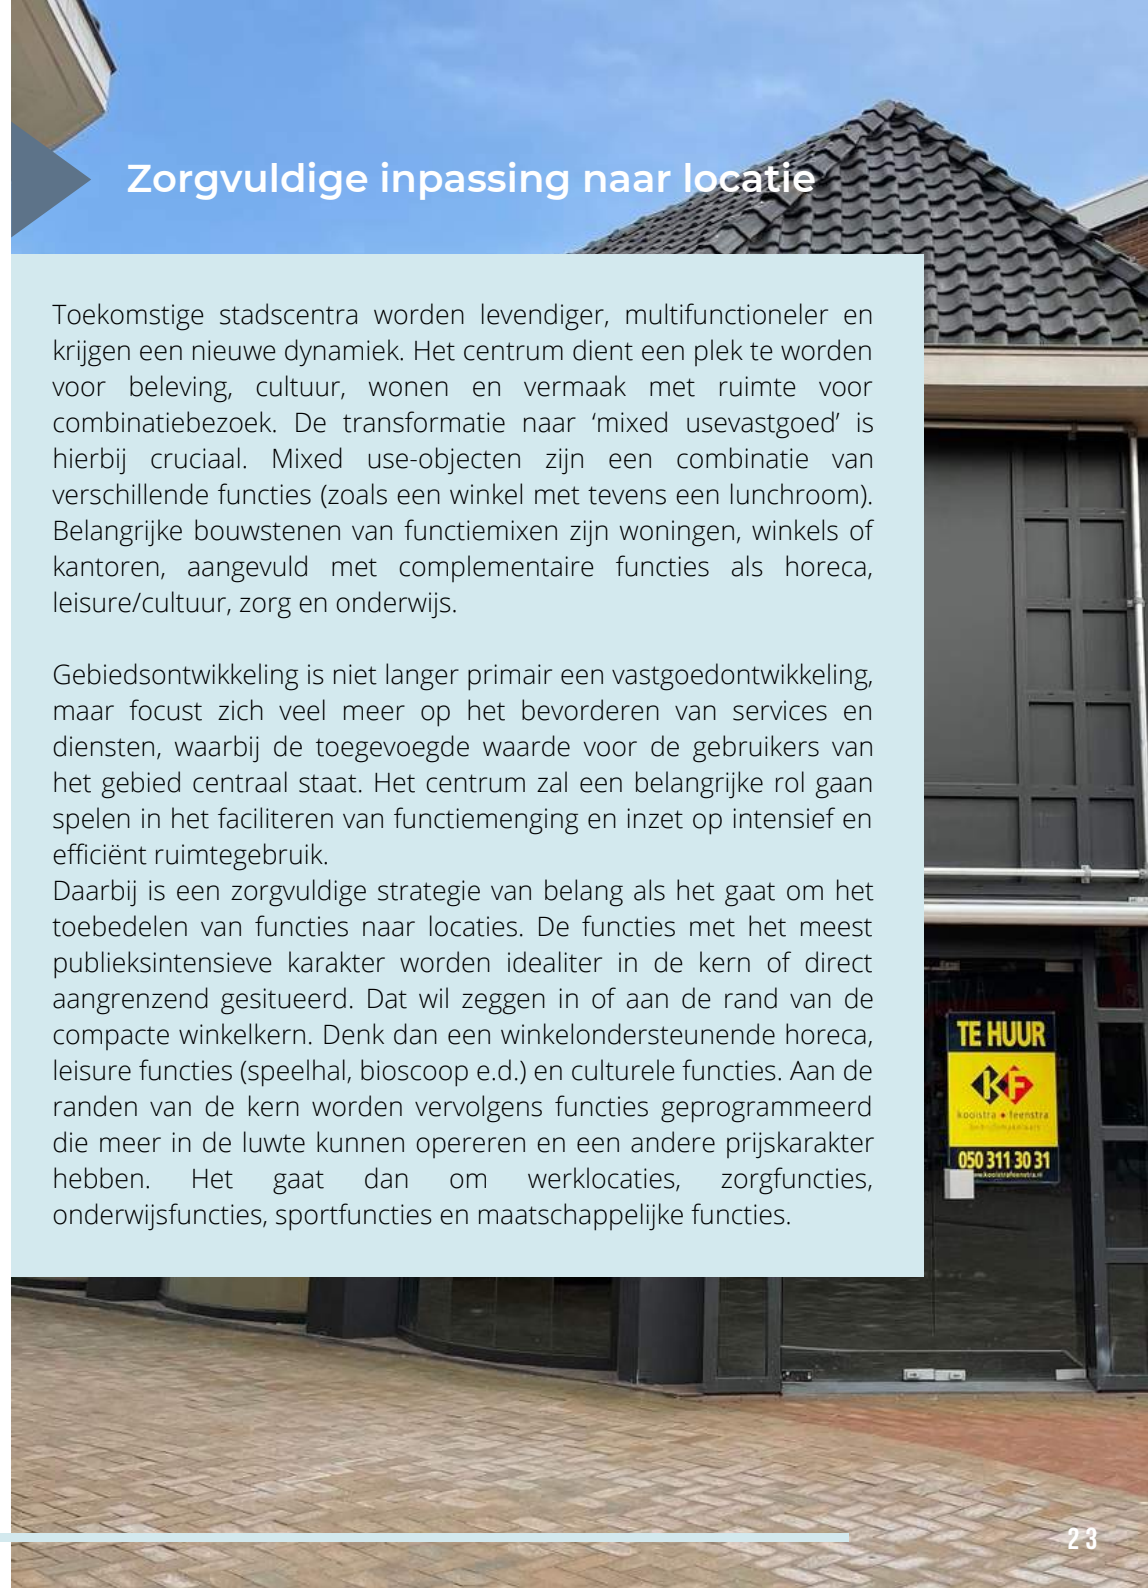 Zorgvuldige inpassing naar locatie
Toekomstige stadscentra worden levendiger, multifunctioneler en
krijgen een nieuwe dynamiek. Het centrum dient een plek te worden
voor beleving, cultuur, wonen en vermaak met ruimte voor
combinatiebezoek. De transformatie naar ‘mixed usevastgoed’ is
hierbij cruciaal. Mixed use-objecten zijn een combinatie van
verschillende functies (zoals een winkel met tevens een lunchroom).
Belangrijke bouwstenen van functiemixen zijn woningen, winkels of
kantoren, aangevuld met complementaire functies als horeca,
leisure/cultuur, zorg en onderwijs.
Gebiedsontwikkeling is niet langer primair een vastgoedontwikkeling,
maar focust zich veel meer op het bevorderen van services en
diensten, waarbij de toegevoegde waarde voor de gebruikers van
het gebied centraal staat. Het centrum zal een belangrijke rol gaan
spelen in het faciliteren van functiemenging en inzet op intensief en
efficiënt ruimtegebruik.
Daarbij is een zorgvuldige strategie van belang als het gaat om het
toebedelen van functies naar locaties. De functies met het meest
publieksintensieve karakter worden idealiter in de kern of direct
aangrenzend gesitueerd. Dat wil zeggen in of aan de rand van de
compacte winkelkern. Denk dan een winkelondersteunende horeca,
leisure functies (speelhal, bioscoop e.d.) en culturele functies. Aan de
randen van de kern worden vervolgens functies geprogrammeerd
die meer in de luwte kunnen opereren en een andere prijskarakter
hebben. Het gaat dan om werklocaties, zorgfuncties,
onderwijsfuncties, sportfuncties en maatschappelijke functies.
TE HUUR
KF
kooistra feenstra
bedrijfsmakelaars
050 311 30 31
www.kooistrafeenstra.nl
23